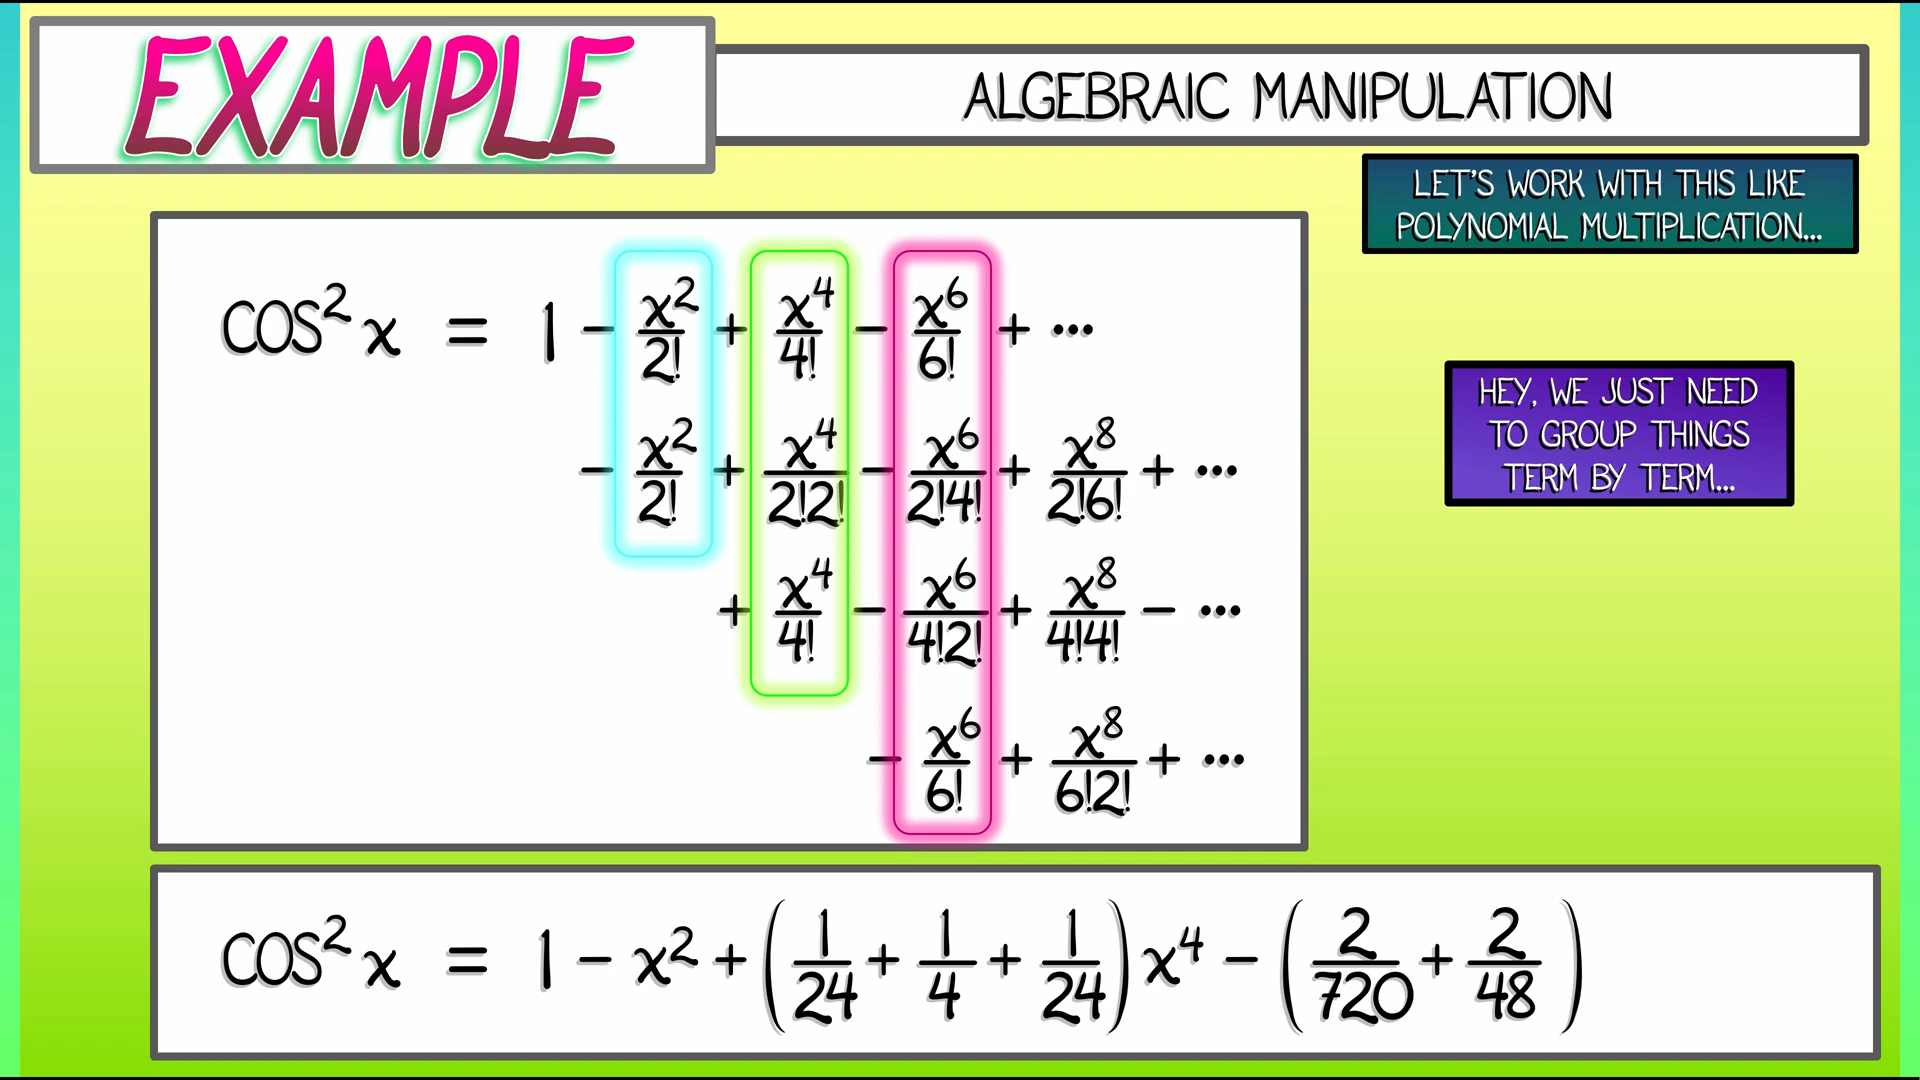 EXAMPLE
ALGEBRAIC MANIPULATION
LET'S WORK WITH THIS LIKE
POLYNOMIAL MULTIPLICATION...
COS² x = 1 − x²/2! + x⁴/4! − x⁶/6! + ...
− x²/2! + x⁴/2!2! − x⁶/2!4! + x⁸/2!6! + ...
+ x⁴/4! − x⁶/4!2! + x⁸/4!4! − ...
− x⁶/6! + x⁸/6!2! + ...
HEY, WE JUST NEED
TO GROUP THINGS
TERM BY TERM...
COS² x = 1 − x² + (1/24 + 1/4 + 1/24) x⁴ − (2/720 + 2/48)